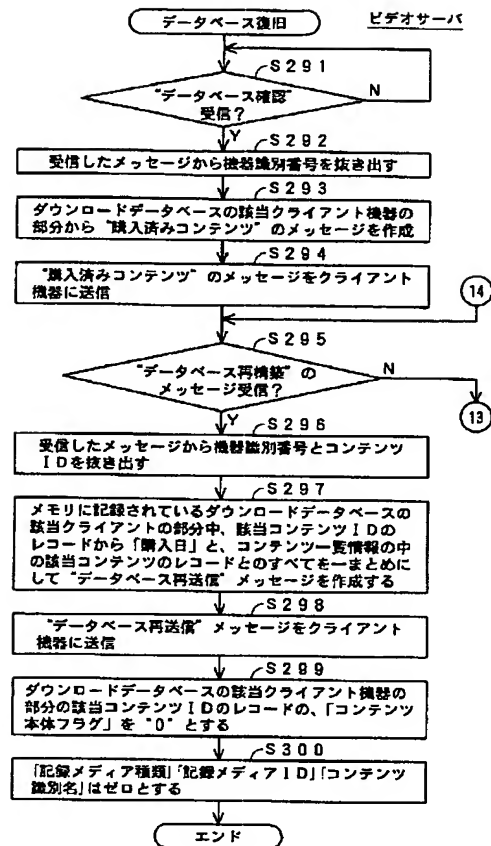 データベース復旧
ビデオサーバ
S291
“データベース確認”
受信？
N
Y
S292
受信したメッセージから機器識別番号を抜き出す
S293
ダウンロードデータベースの該当クライアント機器の
部分から“購入済みコンテンツ”のメッセージを作成
S294
“購入済みコンテンツ”のメッセージをクライアント
機器に送信
14
S295
“データベース再構築”の
メッセージ受信？
N
13
Y
S296
受信したメッセージから機器識別番号とコンテンツ
IDを抜き出す
S297
メモリに記録されているダウンロードデータベースの
該当クライアントの部分中、該当コンテンツIDの
レコードから「購入日」と、コンテンツ一覧情報の中
の該当コンテンツのレコードとのすべてを一まとめに
して“データベース再送信”メッセージを作成する
S298
“データベース再送信”メッセージをクライアント
機器に送信
S299
ダウンロードデータベースの該当クライアント機器の
部分の該当コンテンツIDのレコードの、「コンテンツ
本体フラグ」を“0”とする
S300
「記録メディア種類」「記録メディアID」「コンテンツ
識別名」はゼロとする
エンド